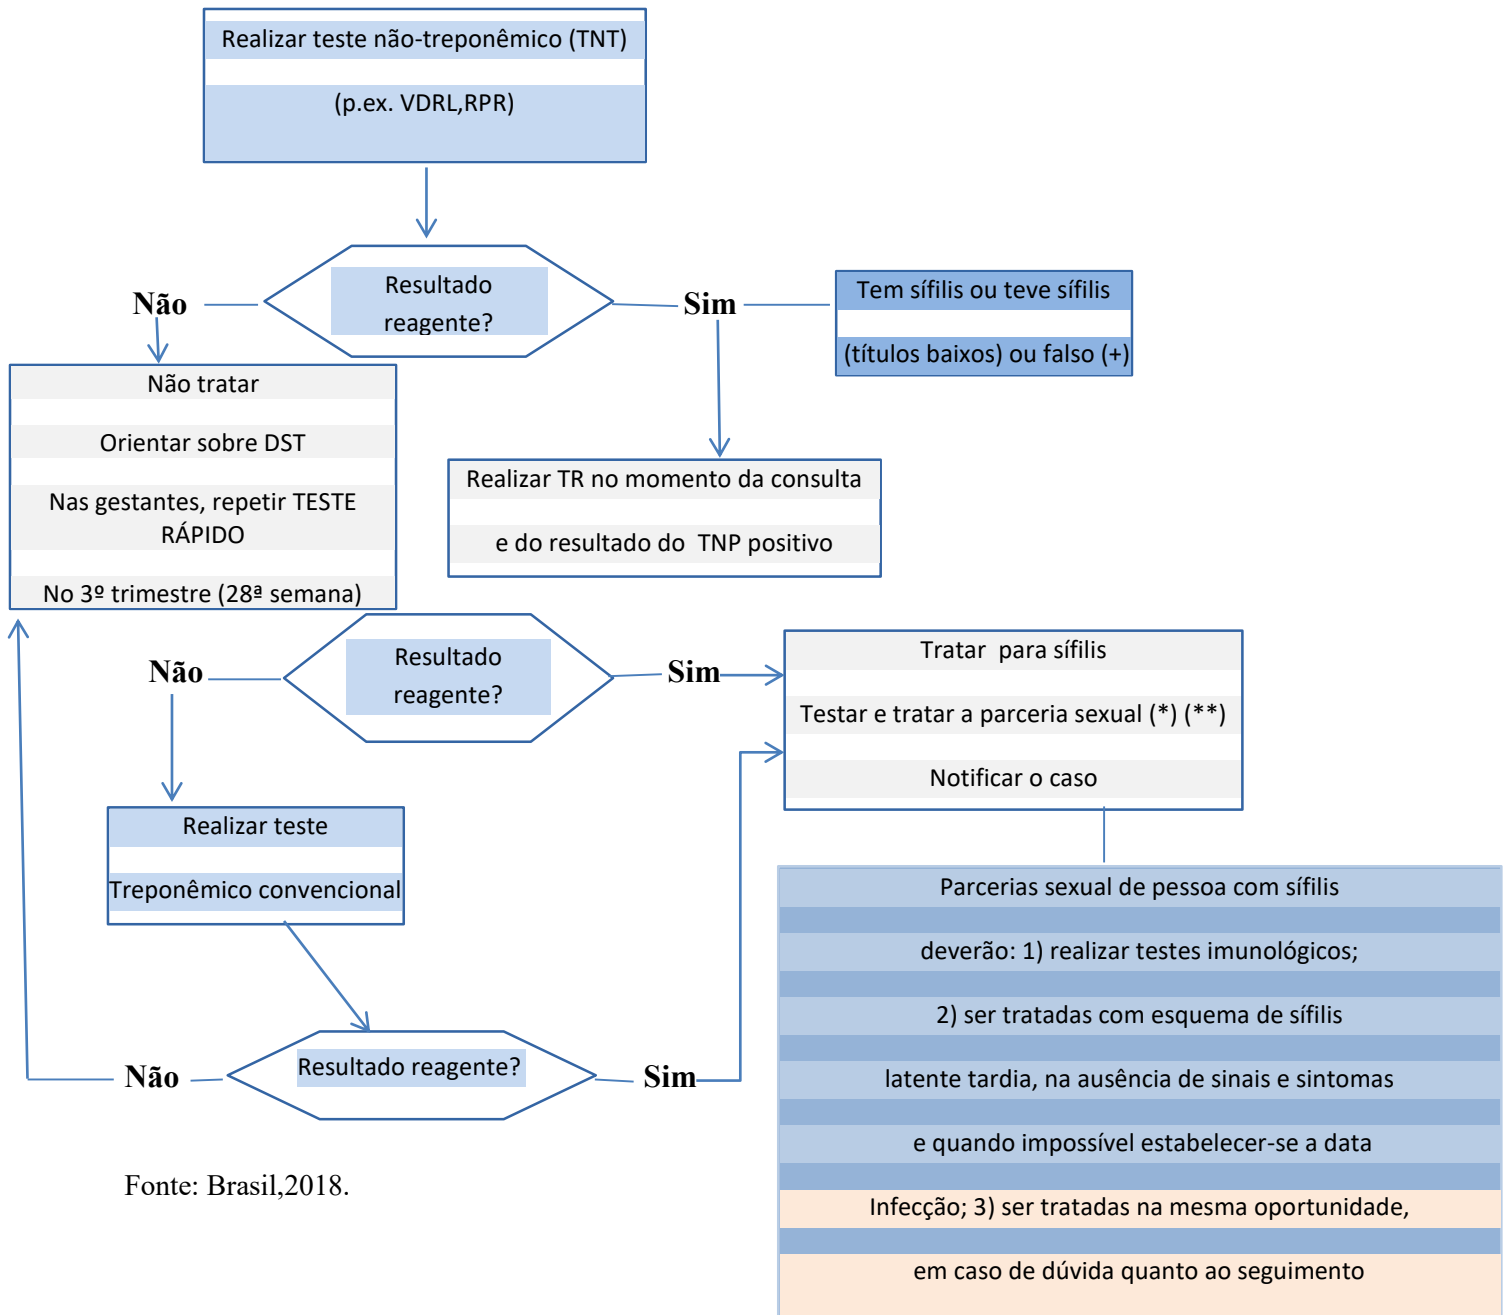 Realizar teste não-treponêmico (TNT)
(p.ex. VDRL,RPR)
Resultado
reagente?
Não
Sim
Tem sífilis ou teve sífilis
(títulos baixos) ou falso (+)
Não tratar
Orientar sobre DST
Nas gestantes, repetir TESTE
RÁPIDO
No 3º trimestre (28ª semana)
Realizar TR no momento da consulta
e do resultado do TNP positivo
Resultado
reagente?
Não
Sim
Tratar para sífilis
Testar e tratar a parceria sexual (*) (**)
Notificar o caso
Realizar teste
Treponêmico convencional
Resultado reagente?
Não
Sim
Parcerias sexual de pessoa com sífilis
deverão: 1) realizar testes imunológicos;
2) ser tratadas com esquema de sífilis
latente tardia, na ausência de sinais e sintomas
e quando impossível estabelecer-se a data
Infecção; 3) ser tratadas na mesma oportunidade,
em caso de dúvida quanto ao seguimento
Fonte: Brasil,2018.